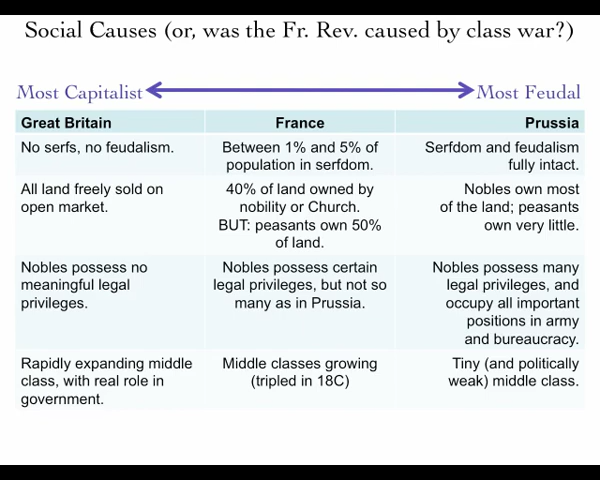 Social Causes (or, was the Fr. Rev. caused by class war?)
Most Capitalist
Most Feudal
Great Britain
France
Prussia
No serfs, no feudalism.
Between 1% and 5% of
population in serfdom.
Serfdom and feudalism
fully intact.
All land freely sold on
open market.
40% of land owned by
nobility or Church.
BUT: peasants own 50%
of land.
Nobles own most
of the land; peasants
own very little.
Nobles possess no
meaningful legal
privileges.
Nobles possess certain
legal privileges, but not so
many as in Prussia.
Nobles possess many
legal privileges, and
occupy all important
positions in army
and bureaucracy.
Rapidly expanding middle
class, with real role in
government.
Middle classes growing
(tripled in 18C)
Tiny (and politically
weak) middle class.